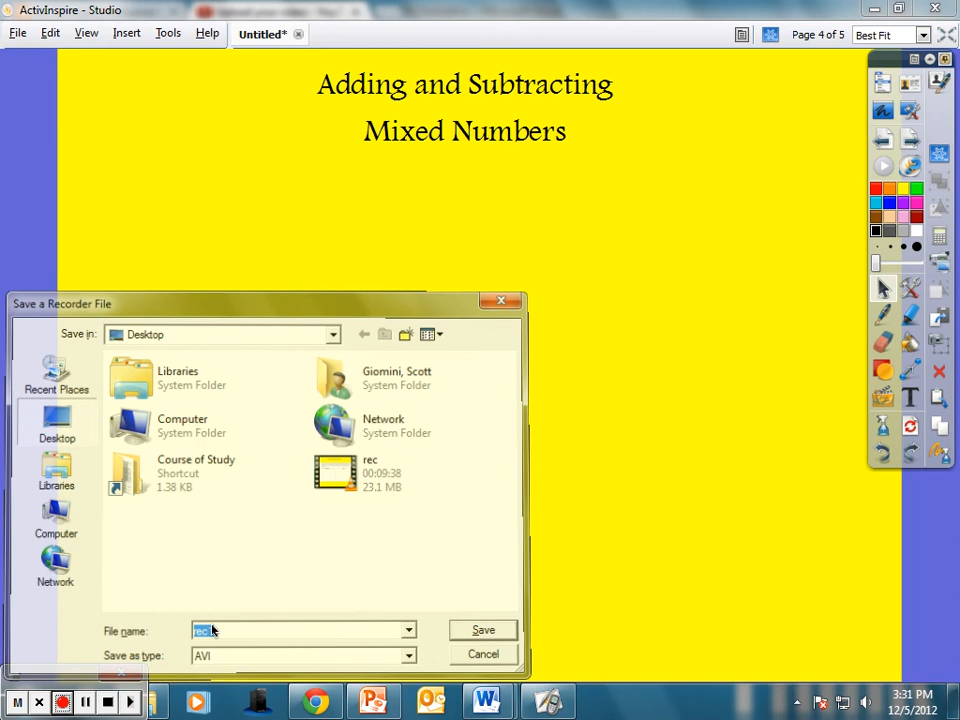 ActivInspire - Studio
File Edit View Insert Tools Help Untitled* Page 4 of 5 Best Fit
Adding and Subtracting
Mixed Numbers
Save a Recorder File
Save in: Desktop
Recent Places
Desktop
Libraries
Computer
Network
Libraries
System Folder
Giomini, Scott
System Folder
Computer
System Folder
Network
System Folder
Course of Study
Shortcut
1.38 KB
rec
00:09:38
23.1 MB
File name: Save
Save as type: AVI Cancel
M
3:31 PM
12/5/2012